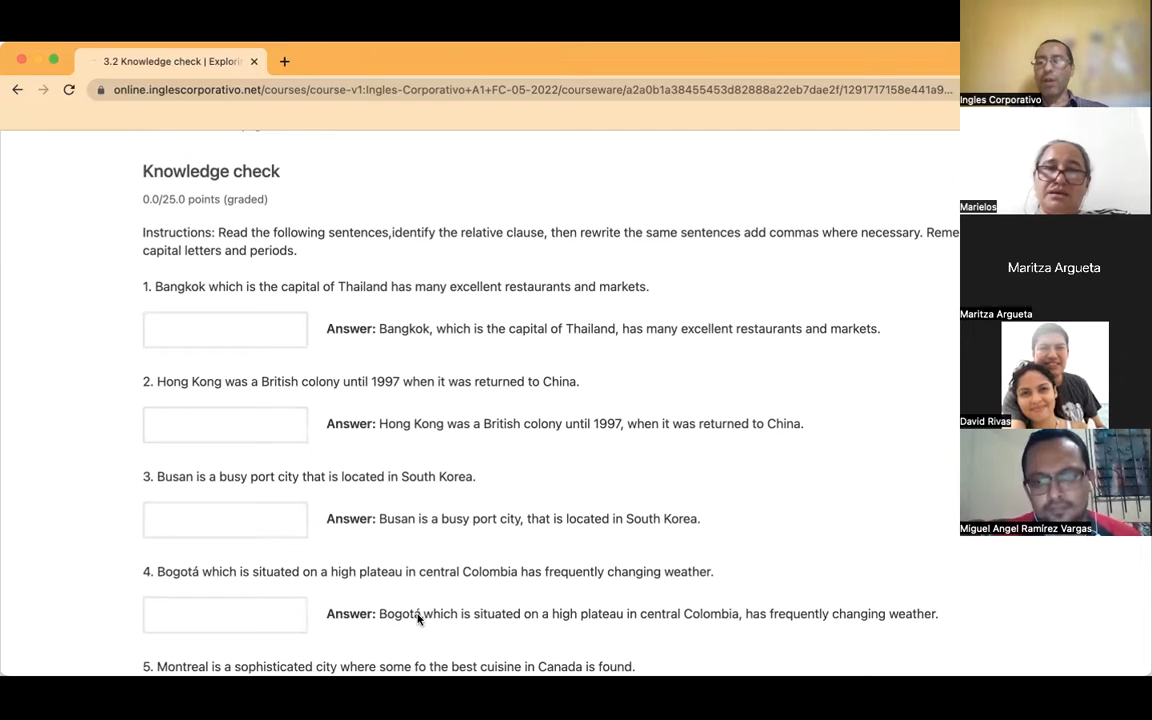 3.2 Knowledge check | Explori
online.inglescorporativo.net/courses/course-v1:Ingles-Corporativo+A1+FC-05-2022/courseware/a2a0b1a38455453d82888a22eb7dae2f/1291717158e441a9...
Knowledge check
0.0/25.0 points (graded)
Instructions: Read the following sentences,identify the relative clause, then rewrite the same sentences add commas where necessary. Reme
capital letters and periods.
1. Bangkok which is the capital of Thailand has many excellent restaurants and markets.
Answer: Bangkok, which is the capital of Thailand, has many excellent restaurants and markets.
2. Hong Kong was a British colony until 1997 when it was returned to China.
Answer: Hong Kong was a British colony until 1997, when it was returned to China.
3. Busan is a busy port city that is located in South Korea.
Answer: Busan is a busy port city, that is located in South Korea.
4. Bogotá which is situated on a high plateau in central Colombia has frequently changing weather.
Answer: Bogotá which is situated on a high plateau in central Colombia, has frequently changing weather.
5. Montreal is a sophisticated city where some fo the best cuisine in Canada is found.
Ingles Corporativo
Marielos
Maritza Argueta
Maritza Argueta
David Rivas
Miguel Angel Ramírez Vargas